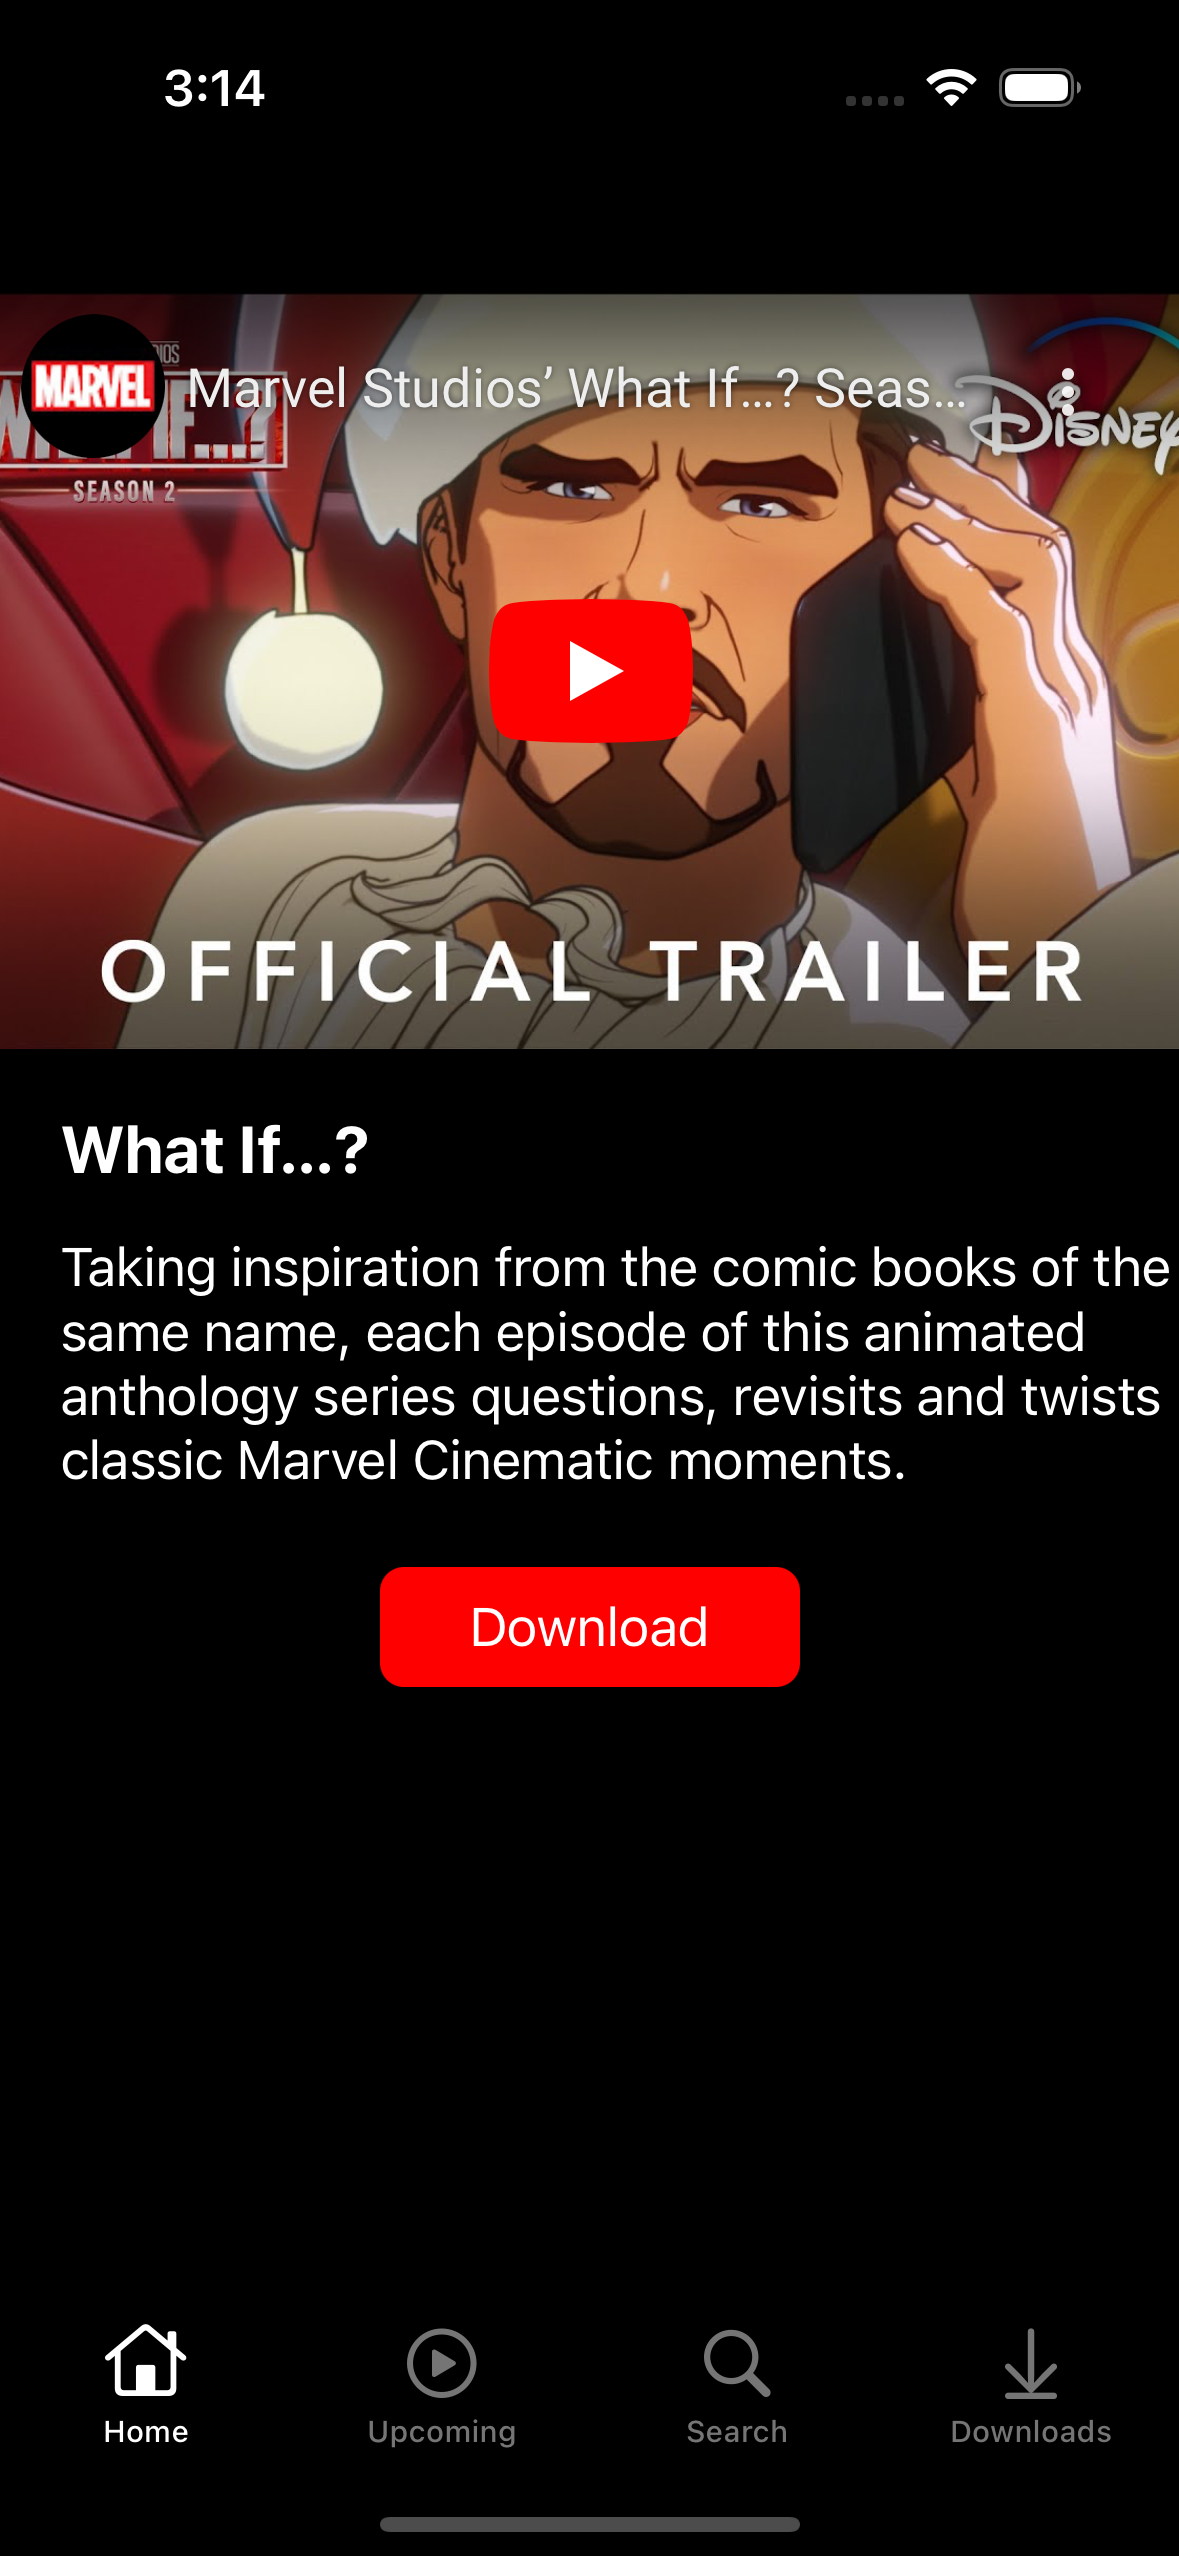 3:14
MARVEL
Marvel Studios’ What If...? Seas...
IF...?
SEASON 2
DISNEY
OFFICIAL TRAILER
What If...?
Taking inspiration from the comic books of the
same name, each episode of this animated
anthology series questions, revisits and twists
classic Marvel Cinematic moments.
Download
Home
Upcoming
Search
Downloads